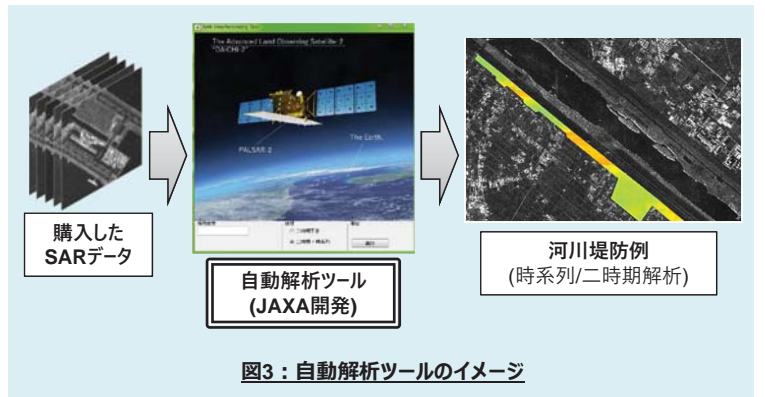 The Advanced Land Observing Satellite-2
"DAICHI-2"
PALSAR-2
The Earth
購入した
SARデータ
自動解析ツール
(JAXA開発)
河川堤防例
(時系列/二時期解析)
図3：自動解析ツールのイメージ